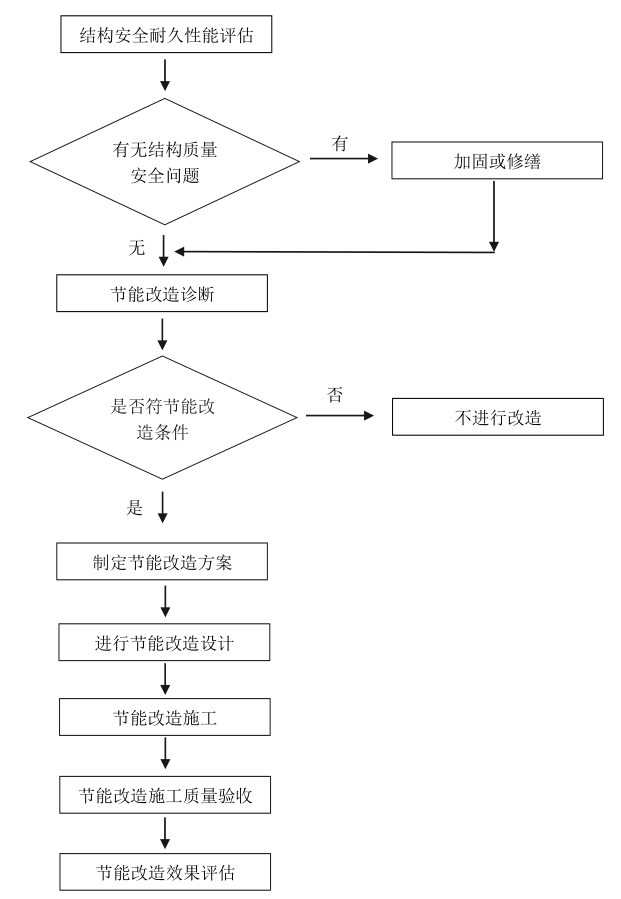 结构安全耐久性能评估
有无结构质量
安全问题
有
加固或修缮
无
节能改造诊断
是否符节能改
造条件
否
不进行改造
是
制定节能改造方案
进行节能改造设计
节能改造施工
节能改造施工质量验收
节能改造效果评估